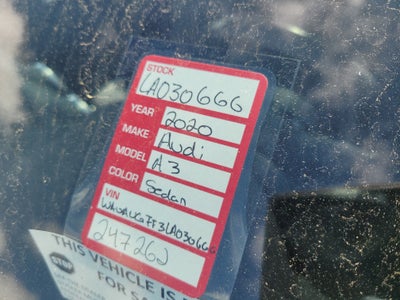 STOCK
LA030666
YEAR 2020
MAKE Audi
MODEL A3
COLOR Sedan
VIN
247262
THIS VEHICLE IS
FOR SA